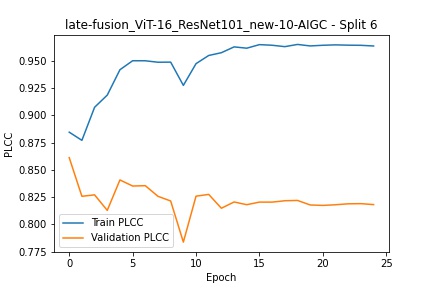 late-fusion_ViT-16_ResNet101_new-10-AIGC - Split 6
PLCC
0.950
0.925
0.900
0.875
0.850
0.825
0.800
0.775
Train PLCC
Validation PLCC
0 5 10 15 20 25
Epoch